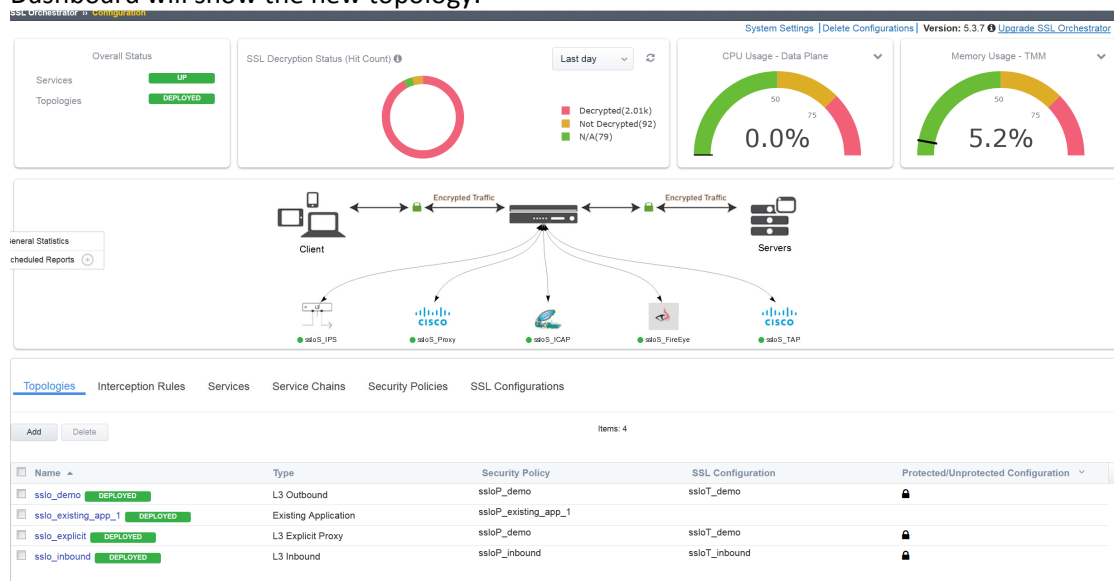 Dashboard will show the new topology.
SSL Orchestrator » Configuration
System Settings | Delete Configurations | Version: 5.3.7 Upgrade SSL Orchestrator
Overall Status
Services UP
Topologies DEPLOYED
SSL Decryption Status (Hit Count)
Last day
Decrypted(2.01k)
Not Decrypted(92)
N/A(79)
CPU Usage - Data Plane
50
75
0.0%
Memory Usage - TMM
50
75
5.2%
Encrypted Traffic Encrypted Traffic
Client Servers
eneral Statistics
cheduled Reports
L3
CISCO CISCO
ssloS_IPS ssloS_Proxy ssloS_ICAP ssloS_FireEye ssloS_TAP
Topologies Interception Rules Services Service Chains Security Policies SSL Configurations
Add Delete Items: 4
Name Type Security Policy SSL Configuration Protected/Unprotected Configuration
sslo_demo DEPLOYED L3 Outbound ssloP_demo ssloT_demo
sslo_existing_app_1 DEPLOYED Existing Application ssloP_existing_app_1
sslo_explicit DEPLOYED L3 Explicit Proxy ssloP_demo ssloT_demo
sslo_inbound DEPLOYED L3 Inbound ssloP_inbound ssloT_inbound